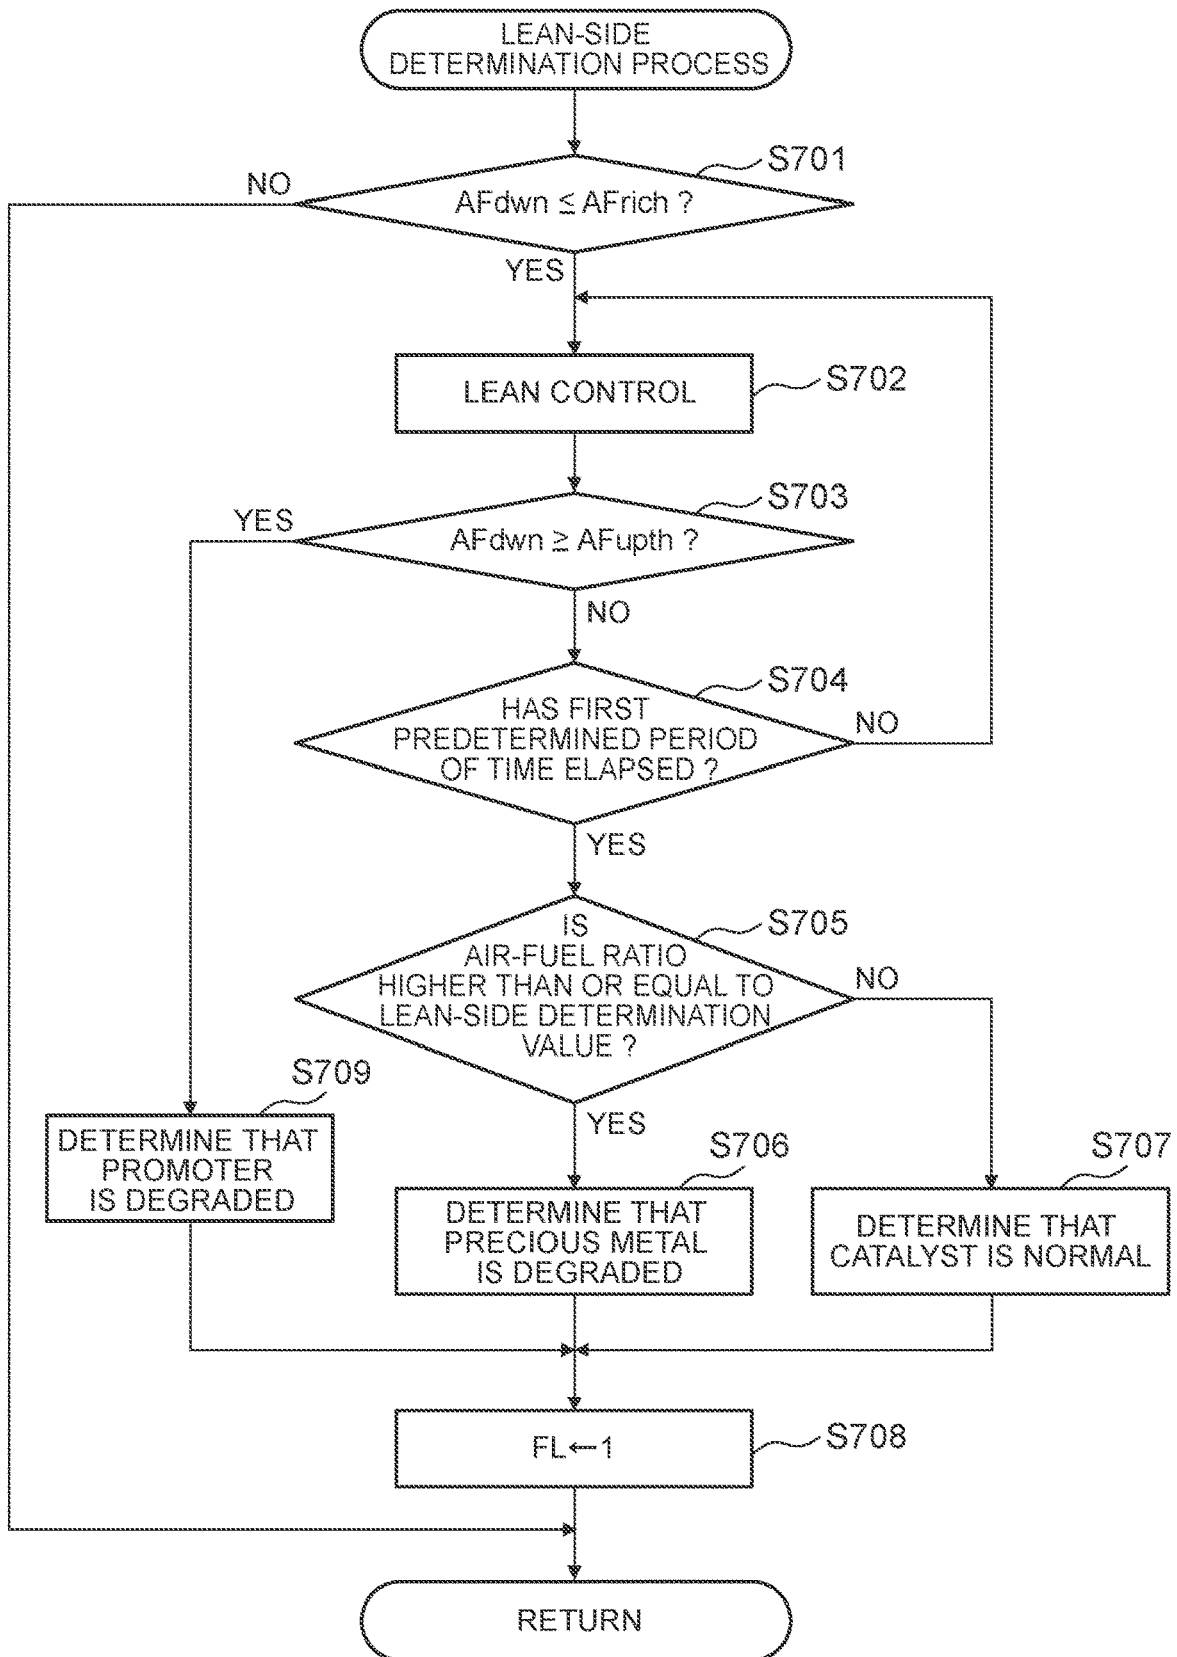 LEAN-SIDE
DETERMINATION PROCESS
S701
NO
AFdwn ≤ AFrich ?
YES
LEAN CONTROL
S702
S703
YES
AFdwn ≥ AFupth ?
NO
S704
HAS FIRST
PREDETERMINED PERIOD
OF TIME ELAPSED ?
NO
YES
S705
IS
AIR-FUEL RATIO
HIGHER THAN OR EQUAL TO
LEAN-SIDE DETERMINATION
VALUE ?
NO
YES
S709
DETERMINE THAT
PROMOTER
IS DEGRADED
S706
DETERMINE THAT
PRECIOUS METAL
IS DEGRADED
S707
DETERMINE THAT
CATALYST IS NORMAL
FL←1
S708
RETURN